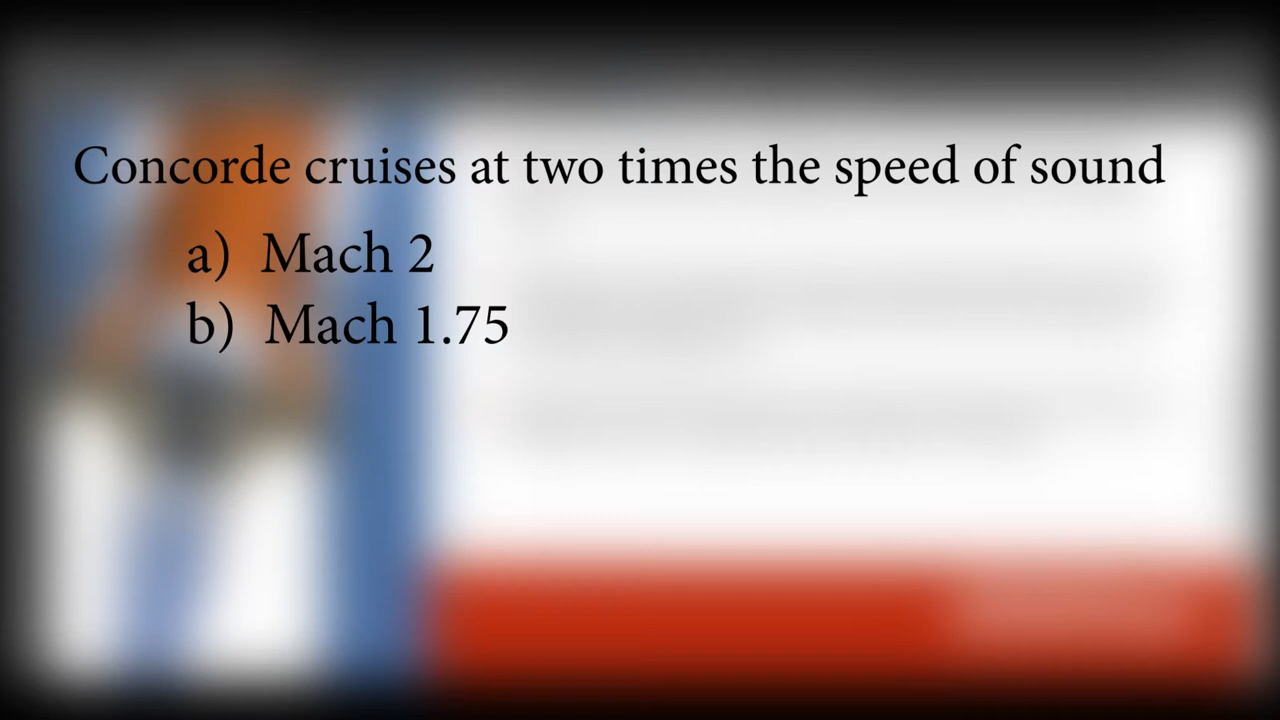 Concorde cruises at two times the speed of sound
a) Mach 2
b) Mach 1.75